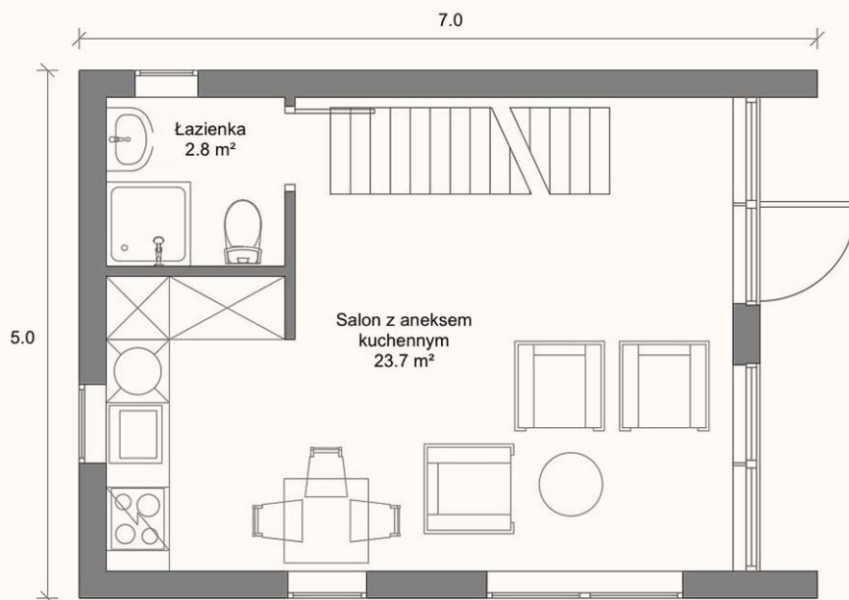 7.0
Łazienka
2.8 m²
5.0
Salon z aneksem
kuchennym
23.7 m²